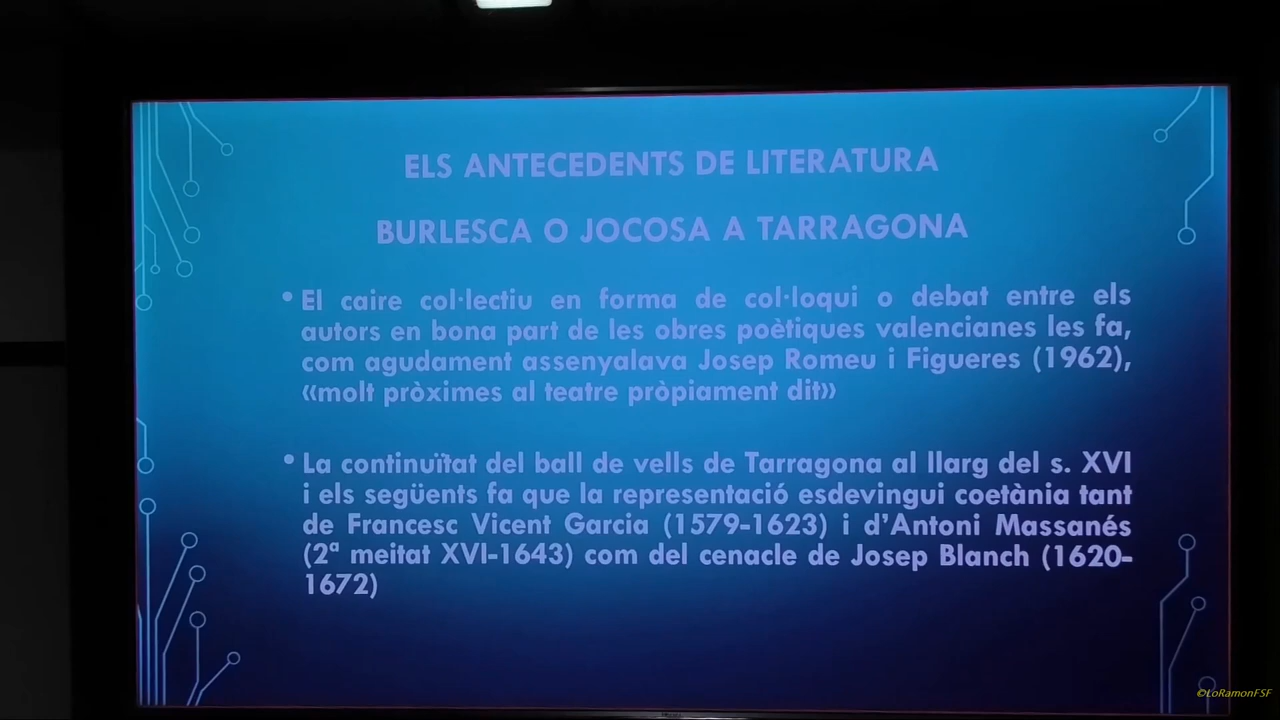 ELS ANTECEDENTS DE LITERATURA
BURLESCA O JOCOSA A TARRAGONA
• El caire col·lectiu en forma de col·loqui o debat entre els
autors en bona part de les obres poètiques valencianes les fa,
com agudament assenyalava Josep Romeu i Figueres (1962),
«molt pròximes al teatre pròpiament dit»
• La continuïtat del ball de vells de Tarragona al llarg del s. XVI
i els següents fa que la representació esdevingui coetània tant
de Francesc Vicent Garcia (1579-1623) i d'Antoni Massanés
(2ª meitat XVI-1643) com del cenacle de Josep Blanch (1620-
1672)
©LoRamonFSF